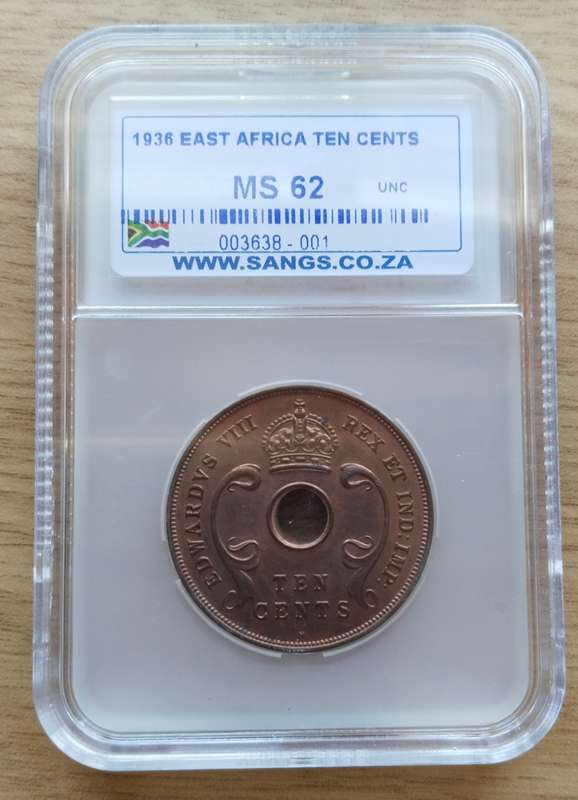 1936 EAST AFRICA TEN CENTS
MS 62 UNC
003638 - 001
WWW.SANGS.CO.ZA
EDWARDVS VIII REX ET IND: IMP:
TEN
CENTS